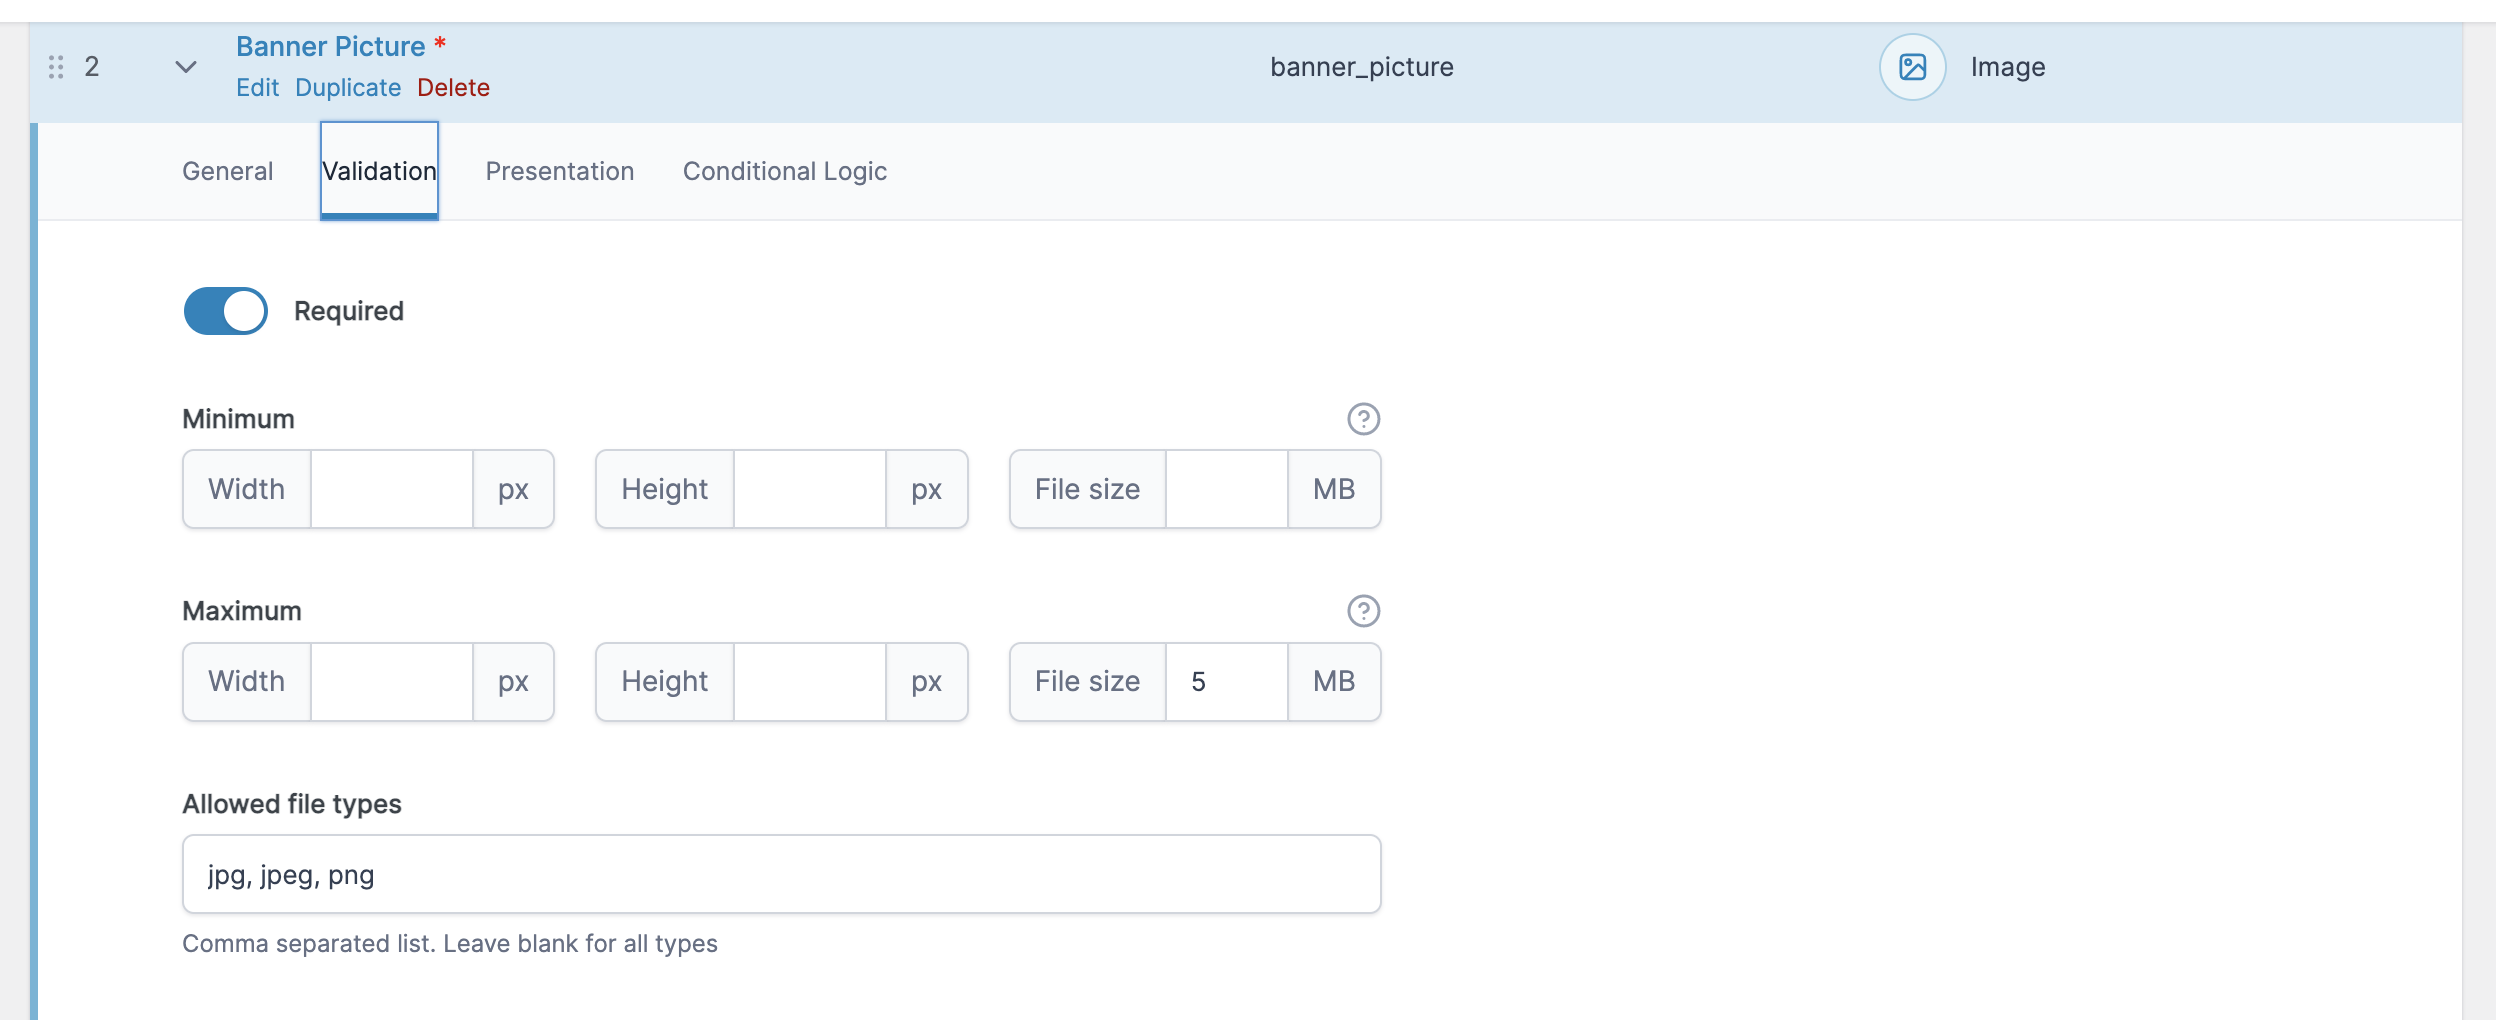 2
Banner Picture *
Edit Duplicate Delete
banner_picture
Image
General Validation Presentation Conditional Logic
Required
Minimum
Width px Height px File size MB
Maximum
Width px Height px File size 5 MB
Allowed file types
jpg, jpeg, png
Comma separated list. Leave blank for all types